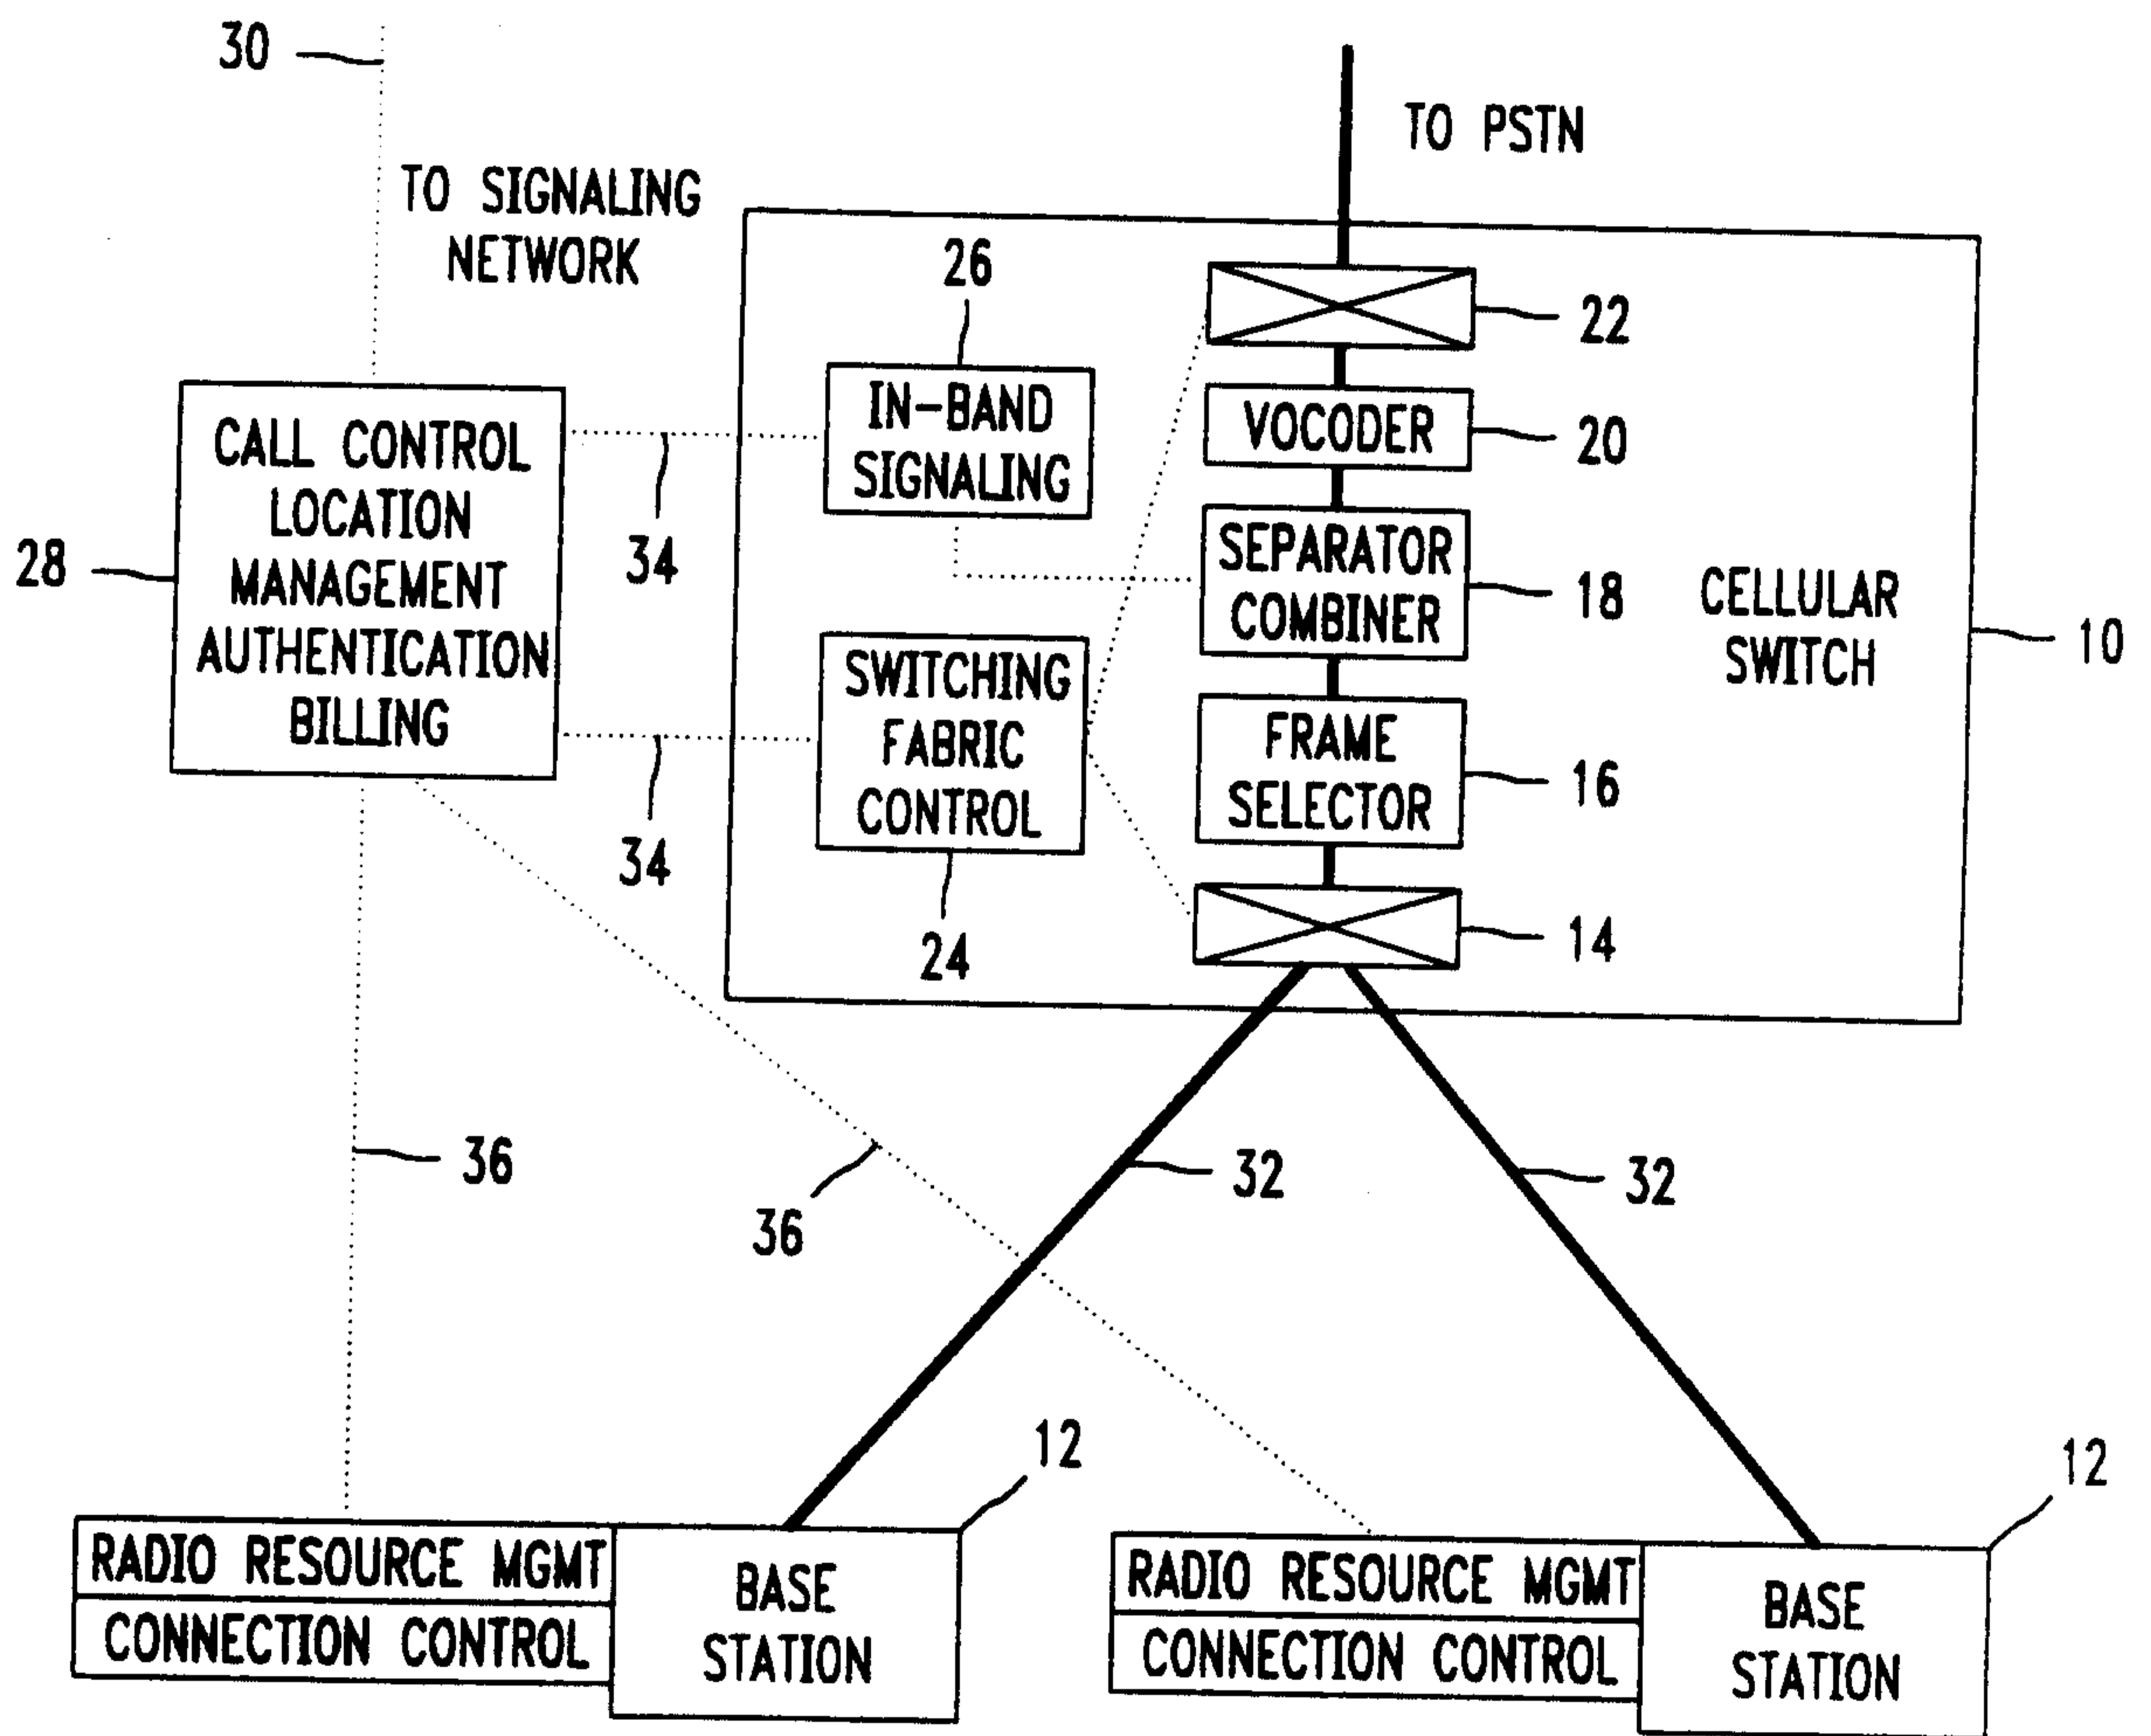 30
TO PSTN
TO SIGNALING
NETWORK
26
22
IN-BAND
SIGNALING
VOCODER
20
CALL CONTROL
LOCATION
MANAGEMENT
AUTHENTICATION
BILLING
28
34
SEPARATOR
COMBINER
18
CELLULAR
SWITCH
10
SWITCHING
FABRIC
CONTROL
FRAME
SELECTOR
16
34
24
14
36
36
32
32
12
12
RADIO RESOURCE MGMT
CONNECTION CONTROL
BASE
STATION
RADIO RESOURCE MGMT
CONNECTION CONTROL
BASE
STATION